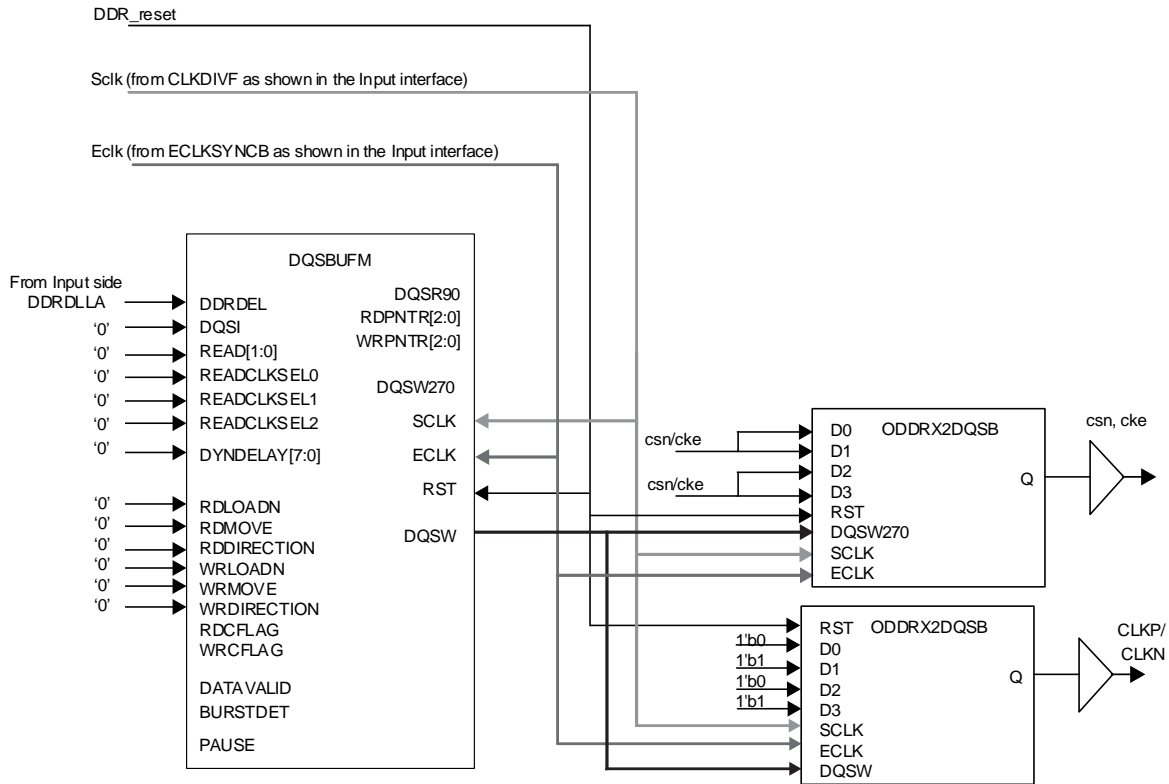 DDR_reset
Sclk (from CLKDIVF as shown in the Input interface)
Eclk (from ECLKSYNCB as shown in the Input interface)
From Input side
DDRDLLA
‘0’
‘0’
‘0’
‘0’
‘0’
‘0’
‘0’
‘0’
‘0’
‘0’
‘0’
‘0’
DQSBUFM
DDRDEL
DQSI
READ[1:0]
READCLKSEL0
READCLKSEL1
READCLKSEL2
DYNDELAY[7:0]
RDLOADN
RDMOVE
RDDIRECTION
WRLOADN
WRMOVE
WRDIRECTION
RDCFLAG
WRCFLAG
DATAVALID
BURSTDET
PAUSE
DQSR90
RDPNTR[2:0]
WRPNTR[2:0]
DQSW270
SCLK
ECLK
RST
DQSW
csn/cke
csn/cke
ODDRX2DQSB
D0
D1
D2
D3
RST
DQSW270
SCLK
ECLK
Q
csn, cke
1'b0
1'b1
1'b0
1'b1
ODDRX2DQSB
RST
D0
D1
D2
D3
SCLK
ECLK
DQSW
Q
CLKP/
CLKN